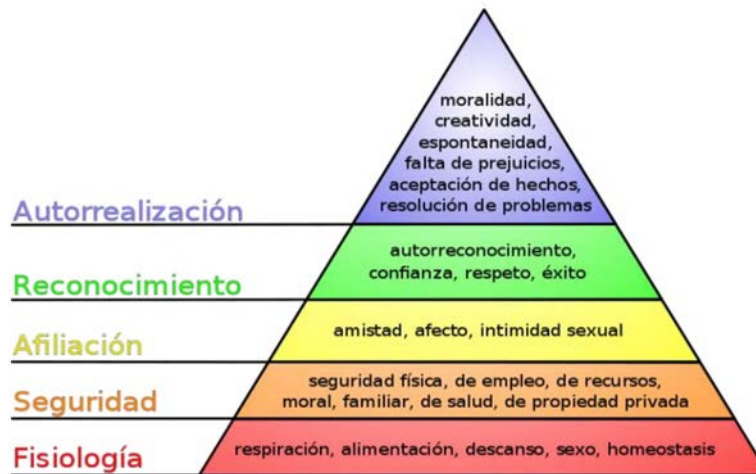 moralidad,
creatividad,
espontaneidad,
falta de prejuicios,
aceptación de hechos,
resolución de problemas
Autorrealización
autorreconocimiento,
confianza, respeto, éxito
Reconocimiento
amistad, afecto, intimidad sexual
Afiliación
seguridad física, de empleo, de recursos,
moral, familiar, de salud, de propiedad privada
Seguridad
respiración, alimentación, descanso, sexo, homeostasis
Fisiología